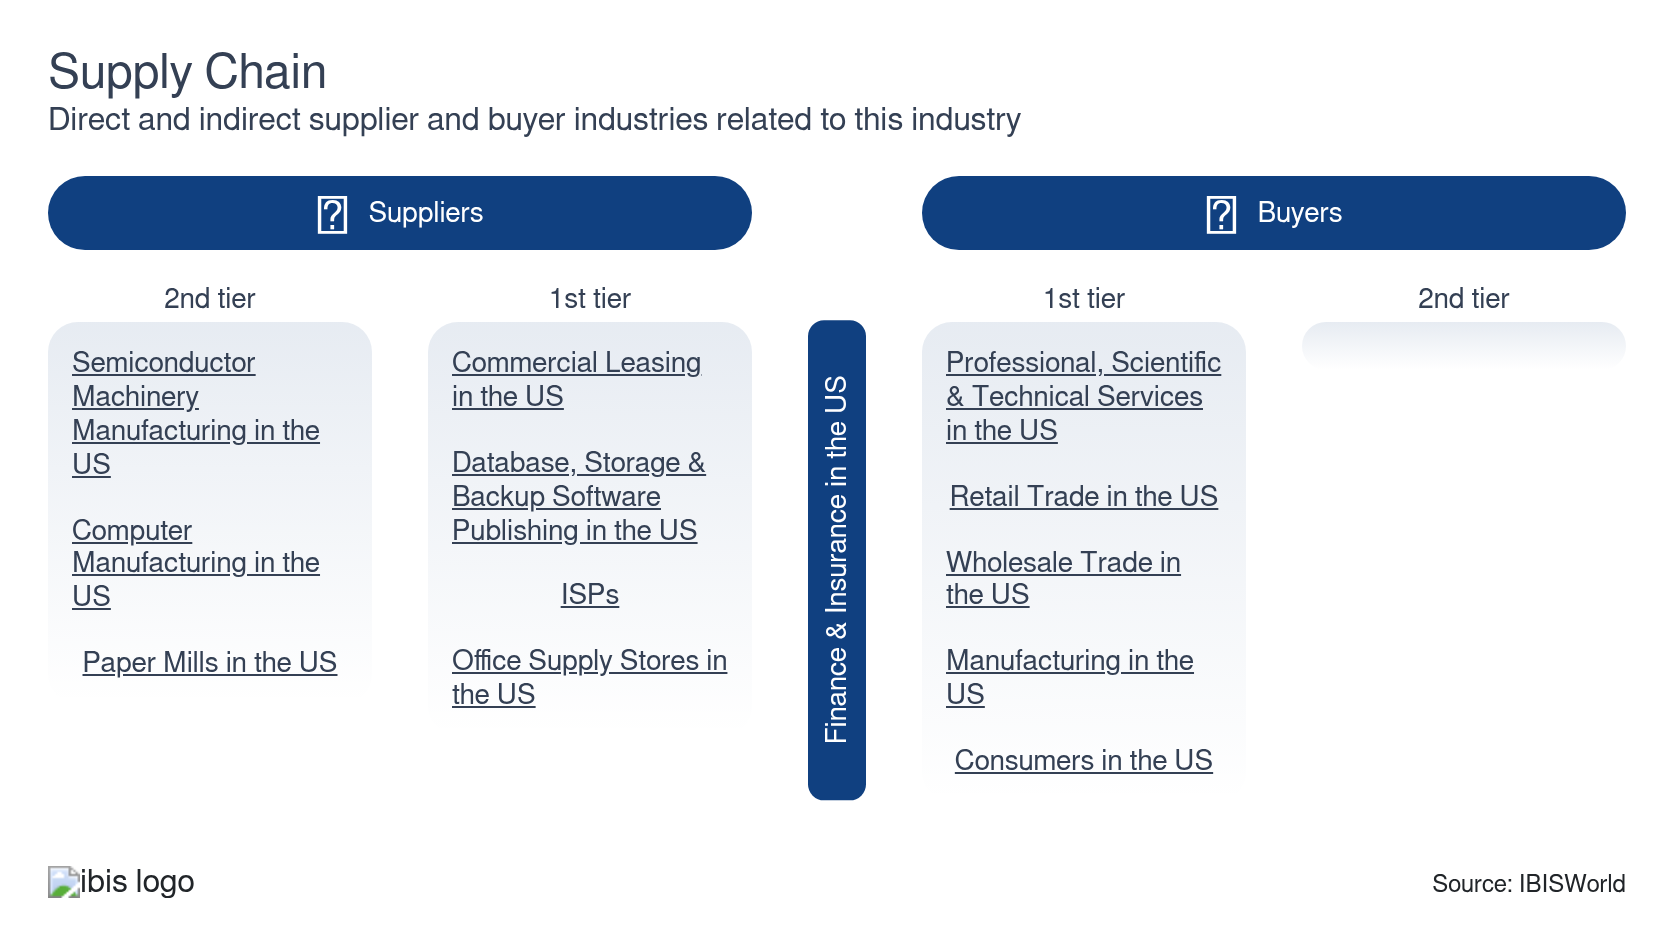 Supply Chain
Direct and indirect supplier and buyer industries related to this industry
Suppliers
Buyers
2nd tier
Semiconductor
Machinery
Manufacturing in the
US
Computer
Manufacturing in the
US
Paper Mills in the US
1st tier
Commercial Leasing
in the US
Database, Storage &
Backup Software
Publishing in the US
ISPs
Office Supply Stores in
the US
Finance & Insurance in the US
1st tier
Professional, Scientific
& Technical Services
in the US
Retail Trade in the US
Wholesale Trade in
the US
Manufacturing in the
US
Consumers in the US
2nd tier
ibis logo
Source: IBISWorld